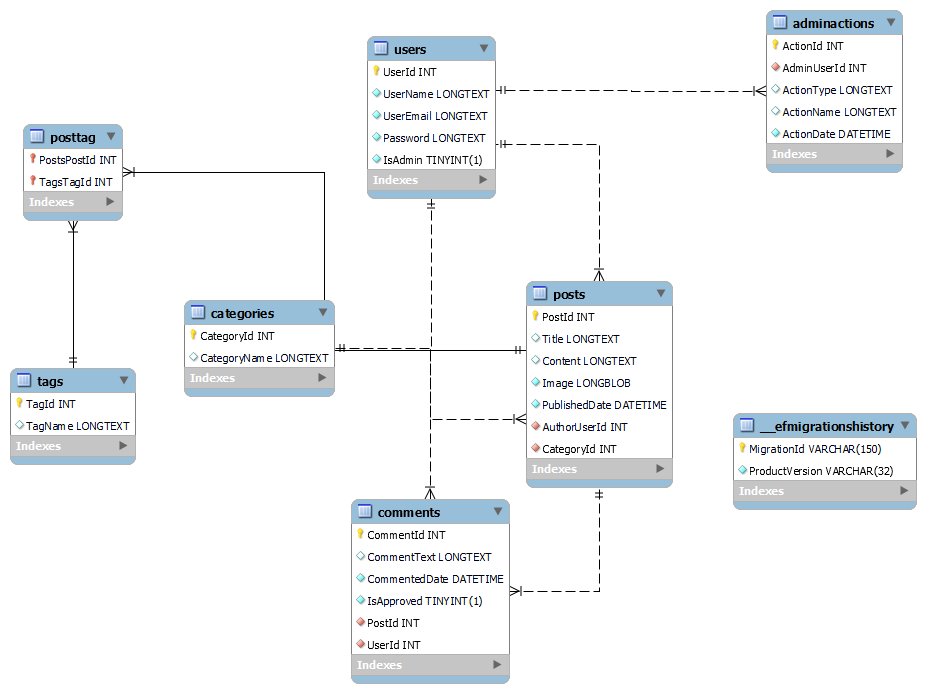 adminactions
ActionId INT
AdminUserId INT
ActionType LONGTEXT
ActionName LONGTEXT
ActionDate DATETIME
Indexes
users
UserId INT
UserName LONGTEXT
UserEmail LONGTEXT
Password LONGTEXT
IsAdmin TINYINT(1)
Indexes
posttag
PostsPostId INT
TagsTagId INT
Indexes
categories
CategoryId INT
CategoryName LONGTEXT
Indexes
posts
PostId INT
Title LONGTEXT
Content LONGTEXT
Image LONGBLOB
PublishedDate DATETIME
AuthorUserId INT
CategoryId INT
Indexes
tags
TagId INT
TagName LONGTEXT
Indexes
__efmigrationshistory
MigrationId VARCHAR(150)
ProductVersion VARCHAR(32)
Indexes
comments
CommentId INT
CommentText LONGTEXT
CommentedDate DATETIME
IsApproved TINYINT(1)
PostId INT
UserId INT
Indexes